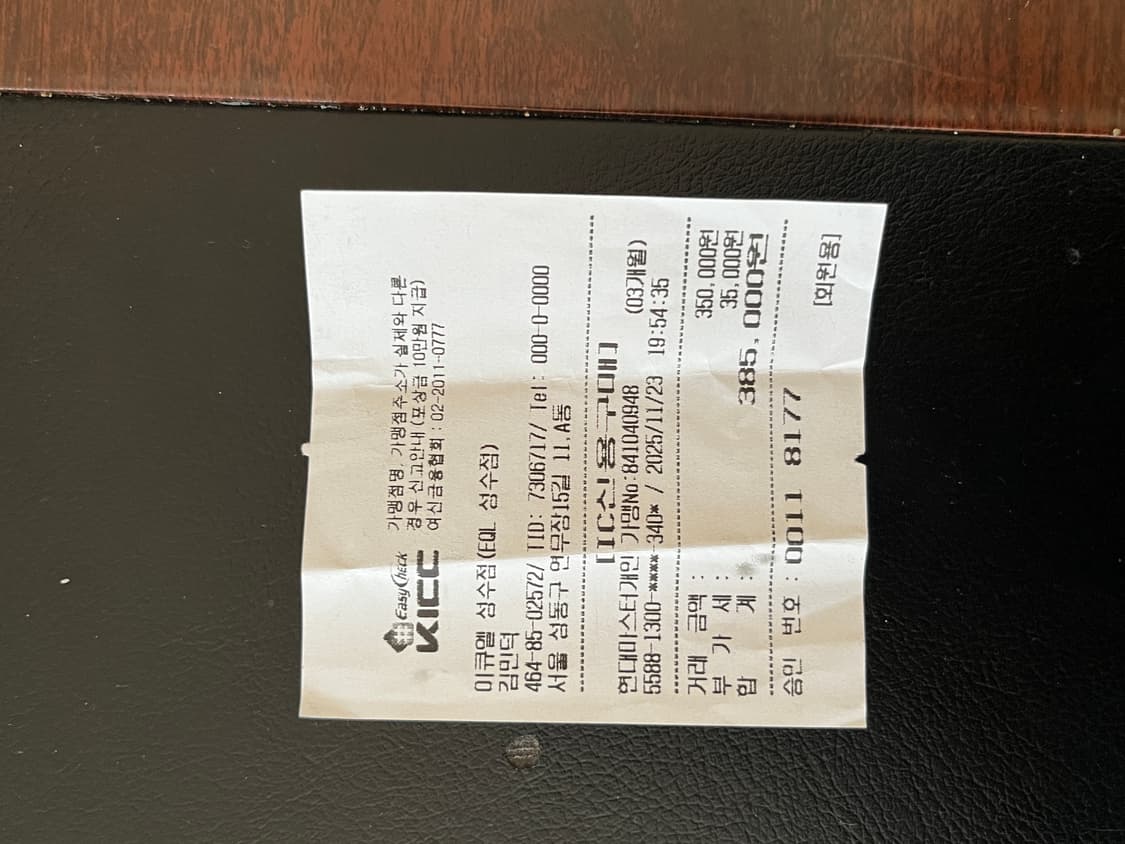 EasyCheck
KICC
가맹점명, 가맹점주소가 실제와 다른
경우 신고안내 (포상금 10만원 지급)
여신금융협회 : 02-2011-0777
이큐엘 성수점(EQL 성수점)
김민덕
464-85-02572/ TID: 7306717/ Tel: 000-0-0000
서울 성동구 연무장15길 11,A동
[IC신용구매]
현대마스터개인 가맹No:841040948 (03개월)
5588-1300-****-340* / 2025/11/23 19:54:35
거래 금액 : 350,000원
부 가 세 : 35,000원
합 계 : 385,000원
승인 번호 : 0011 8177
[회원용]